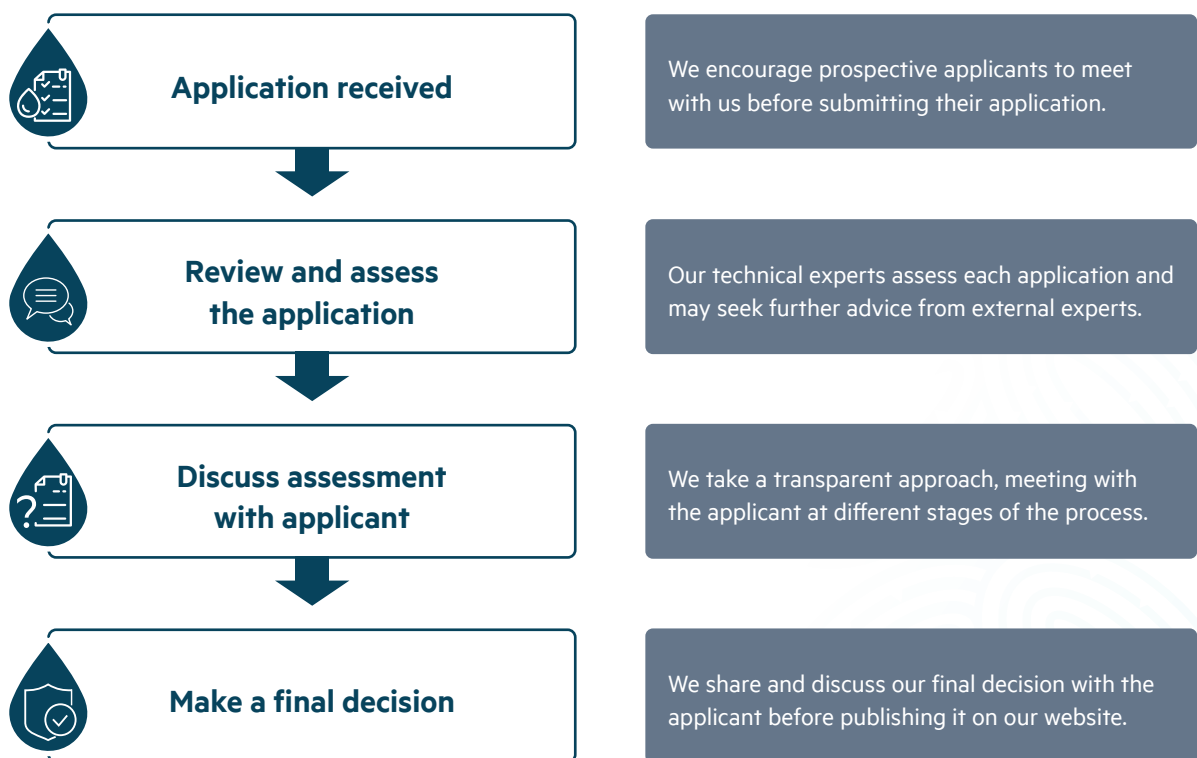 Application received
We encourage prospective applicants to meet
with us before submitting their application.
Review and assess
the application
Our technical experts assess each application and
may seek further advice from external experts.
Discuss assessment
with applicant
We take a transparent approach, meeting with
the applicant at different stages of the process.
Make a final decision
We share and discuss our final decision with the
applicant before publishing it on our website.